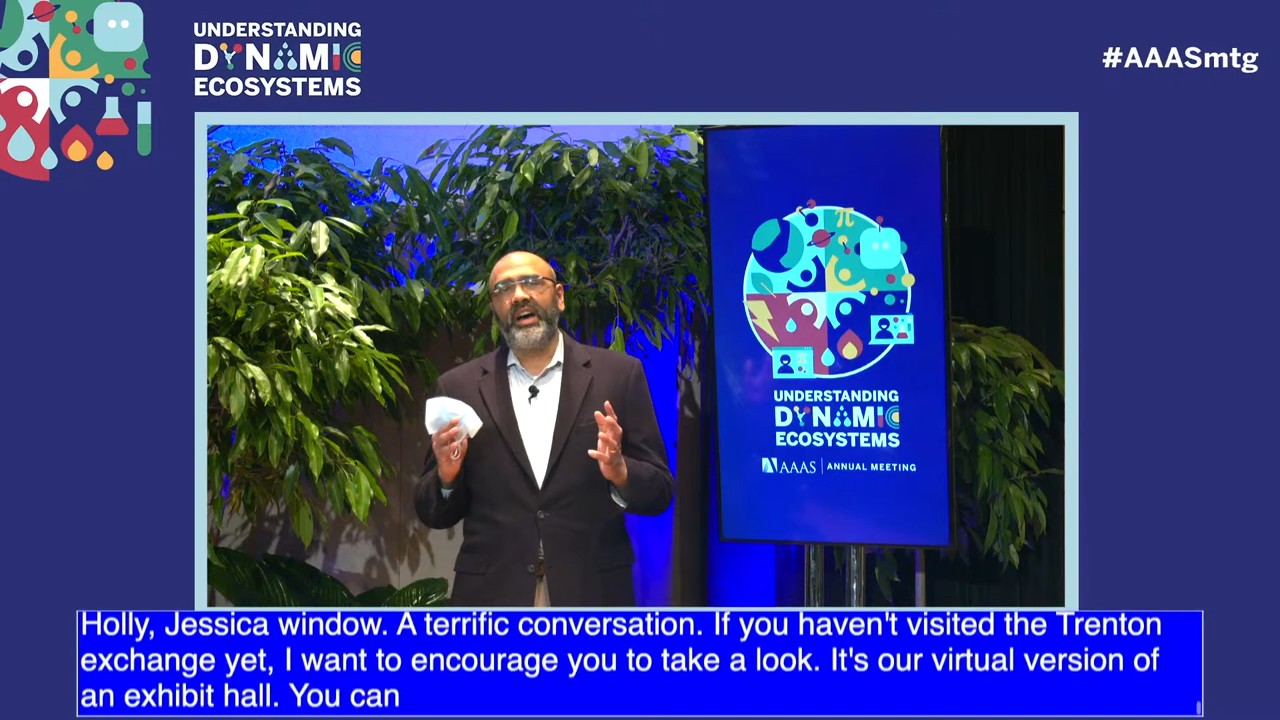 UNDERSTANDING
DYNAMIC
ECOSYSTEMS
#AAASmtg
π
UNDERSTANDING
DYNAMIC
ECOSYSTEMS
AAAS | ANNUAL MEETING
Holly, Jessica window. A terrific conversation. If you haven't visited the Trenton
exchange yet, I want to encourage you to take a look. It's our virtual version of
an exhibit hall. You can